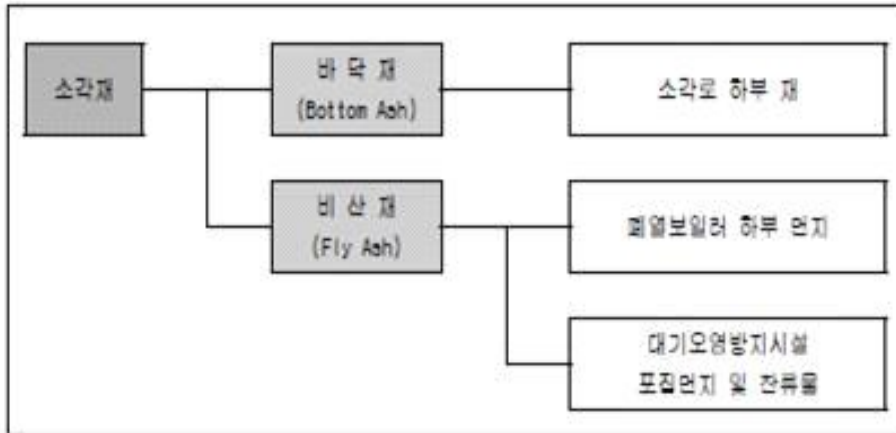 소각재
바 닥 재
(Bottom Ash)
소각로 하부 재
비 산 재
(Fly Ash)
폐열보일러 하부 먼지
대기오염방지시설
포집먼지 및 잔류물